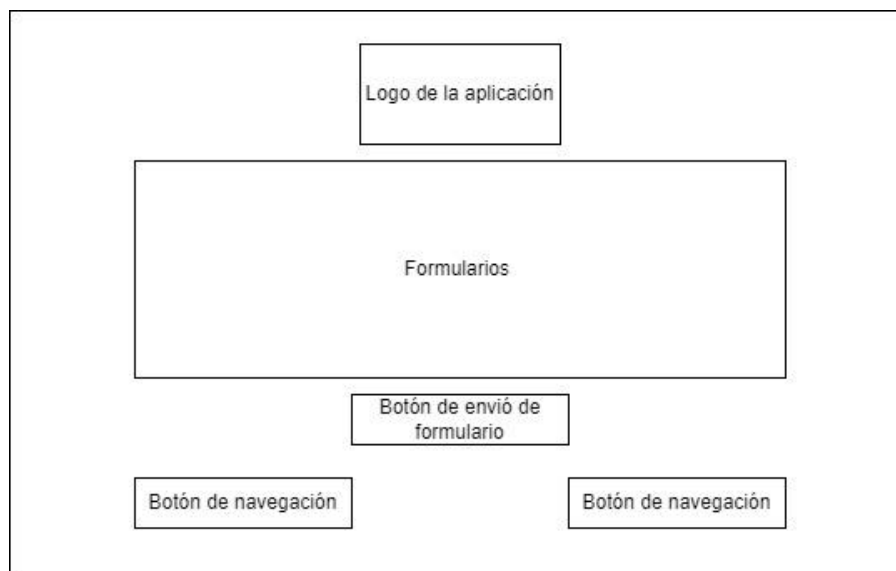 Logo de la aplicación
Formularios
Botón de envió de
formulario
Botón de navegación
Botón de navegación